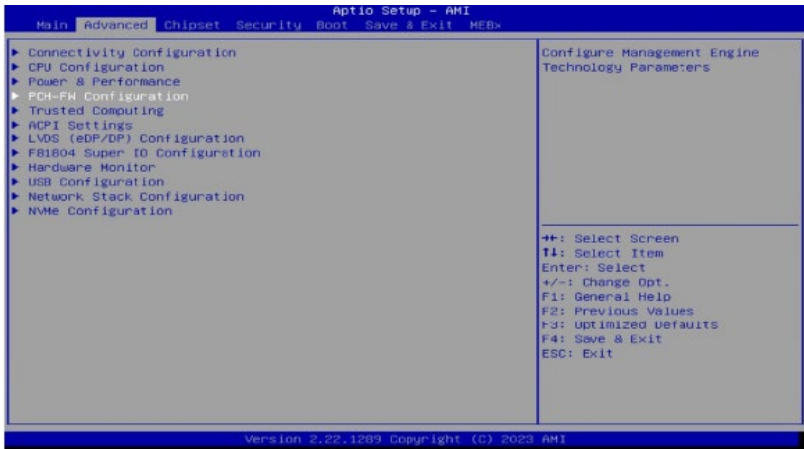 Aptio Setup – AMI
Main Advanced Chipset Security Boot Save & Exit MEBx
▶ Connectivity Configuration
▶ CPU Configuration
▶ Power & Performance
▶ PCH-FW Configuration
▶ Trusted Computing
▶ ACPI Settings
▶ LVDS (eDP/DP) Configuration
▶ F81804 Super IO Configuration
▶ Hardware Monitor
▶ USB Configuration
▶ Network Stack Configuration
▶ NVMe Configuration
Configure Management Engine
Technology Parameters
→←: Select Screen
↑↓: Select Item
Enter: Select
+/-: Change Opt.
F1: General Help
F2: Previous Values
F3: Optimized Defaults
F4: Save & Exit
ESC: Exit
Version 2.22.1289 Copyright (C) 2023 AMI